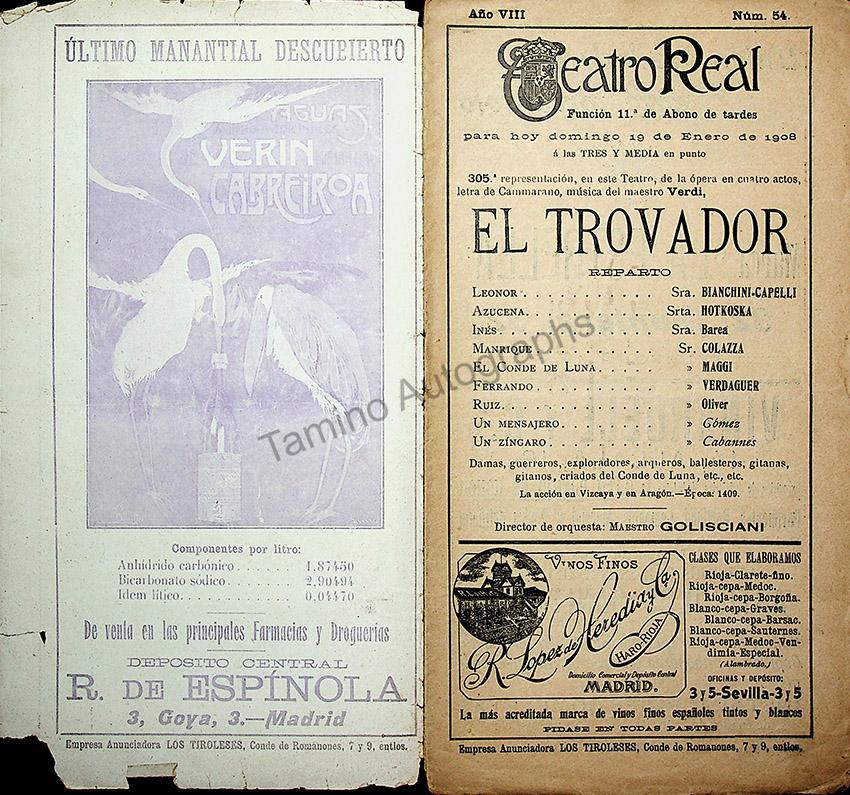 ÚLTIMO MANANTIAL DESCUBIERTO
AGUAS
VERIN
CABREIROA
Componentes por litro:
Anhídrido carbónico . . . . . . 1,87450
Bicarbonato sódico. . . . . . . 2,90494
Idem lítico. . . . . . . . . . . 0,04470
De venta en las principales Farmacias y Droguerias
DEPOSITO CENTRAL
R. DE ESPÍNOLA
3, Goya, 3.—Madrid
Empresa Anunciadora LOS TIROLESES, Conde de Romanones, 7 y 9, entlos.
Año VIII Núm. 54.
Teatro Real
Función 11.ª de Abono de tardes
para hoy domingo 19 de Enero de 1908
á las TRES Y MEDIA en punto
305.ª representación, en este Teatro, de la ópera en cuatro actos,
letra de Cammarano, música del maestro Verdi,
EL TROVADOR
REPARTO
LEONOR . . . . . . . . . . . Sra. BIANCHINI-CAPELLI
AZUCENA. . . . . . . . . . . Srta. HOTKOSKA
INÉS. . . . . . . . . . . . Sra. Barea
MANRIQUE . . . . . . . . . . Sr. COLAZZA
EL CONDE DE LUNA. . . . . . » MAGGI
FERRANDO . . . . . . . . . . » VERDAGUER
RUIZ. . . . . . . . . . . . » Oliver
UN MENSAJERO . . . . . . . . » Gómez
UN ZÍNGARO . . . . . . . . . » Cabannes
Damas, guerreros, exploradores, arqueros, ballesteros, gitanas,
gitanos, criados del Conde de Luna, etc., etc.
La acción en Vizcaya y en Aragón.—Época: 1409.
Director de orquesta: MAESTRO GOLISCIANI
VINOS FINOS
R. Lopez de Heredia y Cª
HARO-RIOJA
Domicilio Comercial y Depósito Central
MADRID.
CLASES QUE ELABORAMOS
Rioja-Clarete-fino.
Rioja-cepa-Medoc.
Rioja-cepa-Borgoña.
Blanco-cepa-Graves.
Blanco-cepa-Barsac.
Blanco-cepa-Sauternes.
Rioja-cepa-Medoc-Ven-
dimia-Especial.
(Alambrado.)
OFICINAS Y DEPÓSITO:
3 y 5-Sevilla-3 y 5
La más acreditada marca de vinos finos españoles tintos y blancos
PIDASE EN TODAS PARTES
Empresa Anunciadora LOS TIROLESES, Conde de Romanones, 7 y 9, entlos.
Tamino Autographs